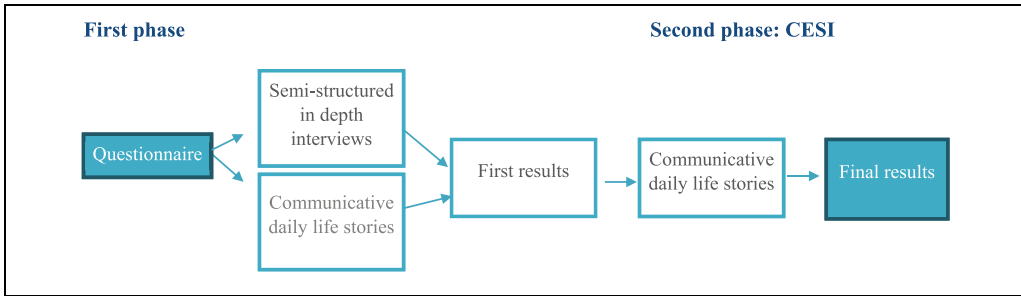 First phase
Second phase: CESI
Questionnaire
Semi-structured
in depth
interviews
Communicative
daily life stories
First results
Communicative
daily life stories
Final results